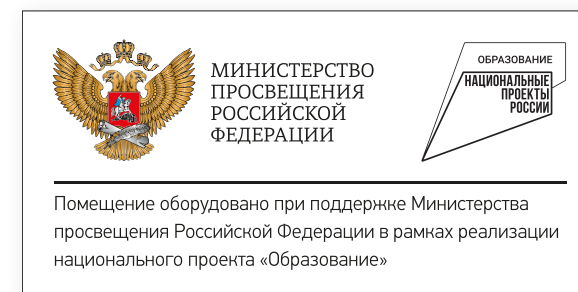 МИНИСТЕРСТВО
ПРОСВЕЩЕНИЯ
РОССИЙСКОЙ
ФЕДЕРАЦИИ
ОБРАЗОВАНИЕ
НАЦИОНАЛЬНЫЕ
ПРОЕКТЫ
РОССИИ
Помещение оборудовано при поддержке Министерства
просвещения Российской Федерации в рамках реализации
национального проекта «Образование»